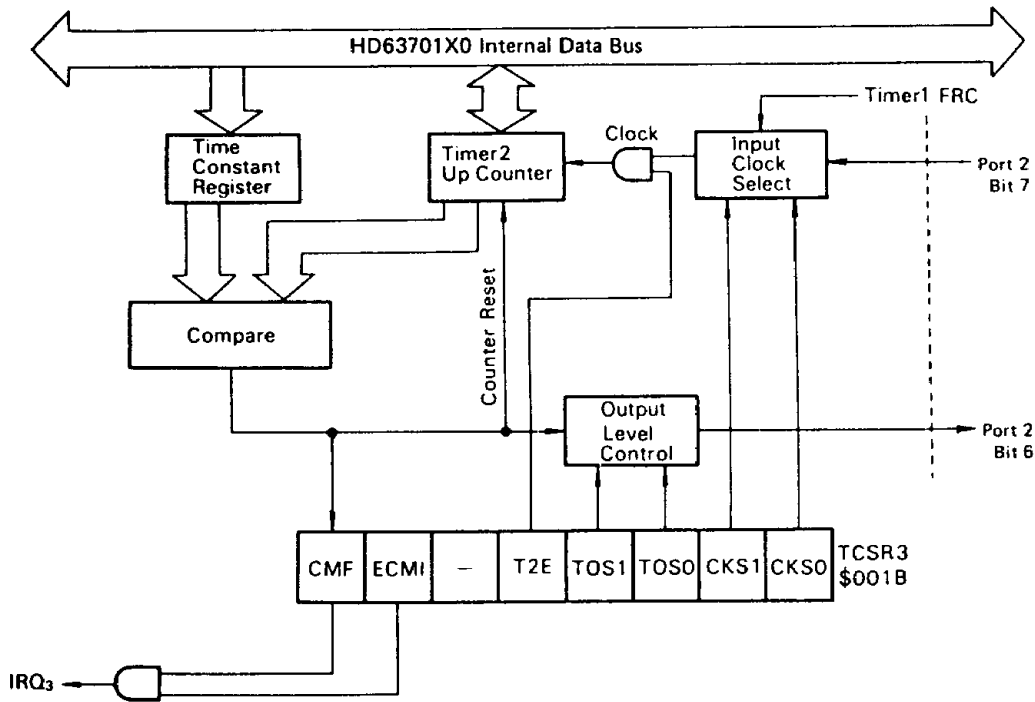 HD63701X0 Internal Data Bus
Timer1 FRC
Time
Constant
Register
Timer2
Up Counter
Clock
Input
Clock
Select
Port 2
Bit 7
Compare
Counter Reset
Output
Level
Control
Port 2
Bit 6
CMF
ECMI
—
T2E
TOS1
TOS0
CKS1
CKS0
TCSR3
$001B
IRQ₃